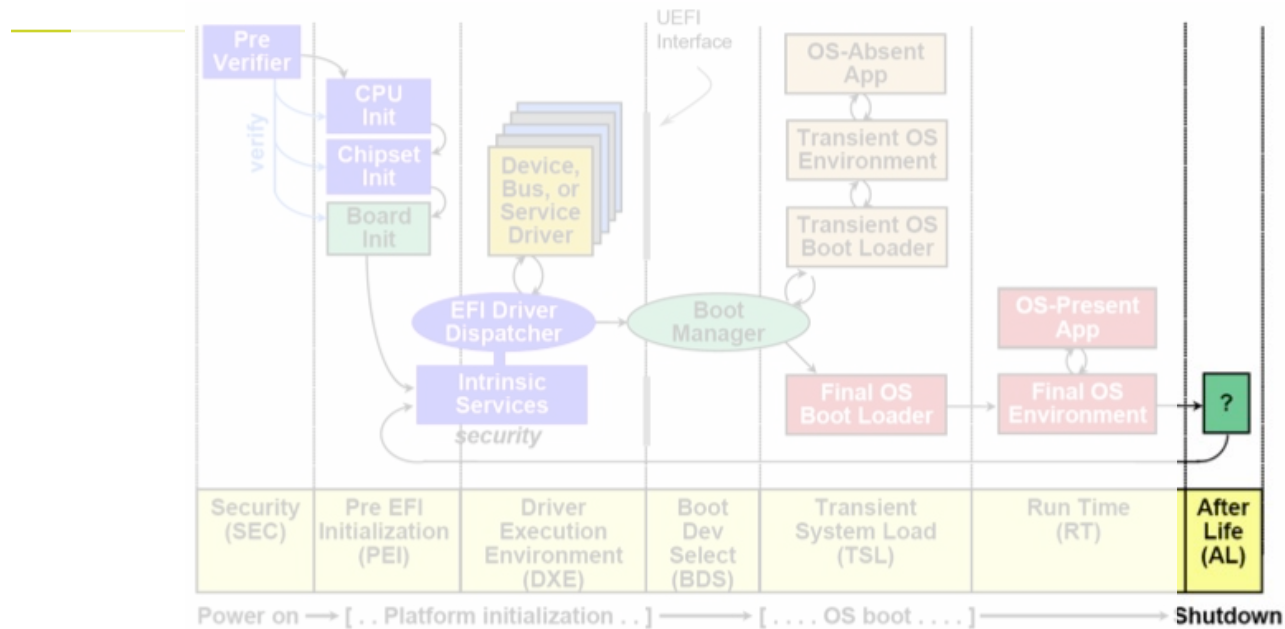 UEFI
Interface
Pre
Verifier
verify
CPU
Init
Chipset
Init
Board
Init
Device,
Bus, or
Service
Driver
EFI Driver
Dispatcher
Intrinsic
Services
security
Boot
Manager
OS-Absent
App
Transient OS
Environment
Transient OS
Boot Loader
Final OS
Boot Loader
OS-Present
App
Final OS
Environment
?
Security
(SEC)
Pre EFI
Initialization
(PEI)
Driver
Execution
Environment
(DXE)
Boot
Dev
Select
(BDS)
Transient
System Load
(TSL)
Run Time
(RT)
After
Life
(AL)
Power on [ . . Platform initialization . . ] [ . . . . OS boot . . . . ] Shutdown